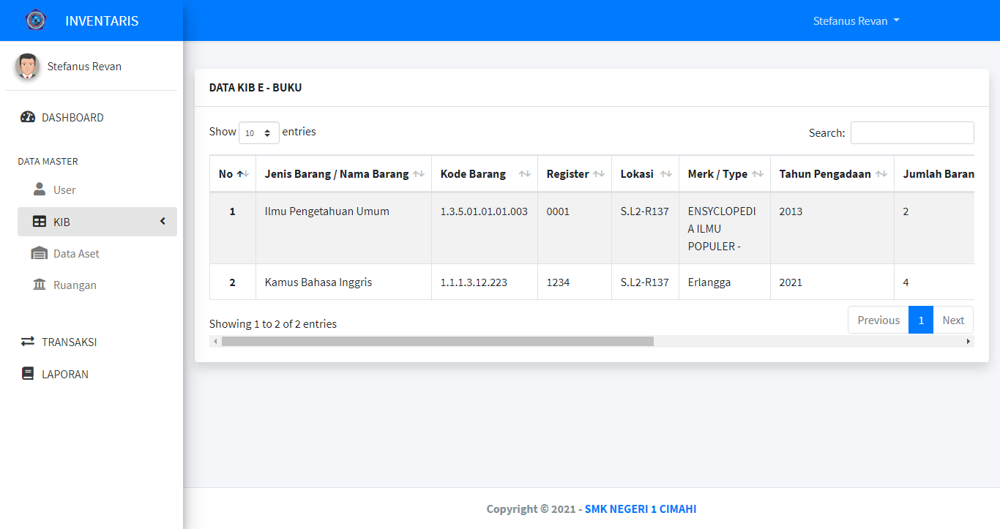 INVENTARIS
Stefanus Revan
Stefanus Revan
DASHBOARD
DATA MASTER
User
KIB
Data Aset
Ruangan
TRANSAKSI
LAPORAN
DATA KIB E - BUKU
Show 10 entries
Search:
No Jenis Barang / Nama Barang Kode Barang Register Lokasi Merk / Type Tahun Pengadaan Jumlah Baran
1 Ilmu Pengetahuan Umum 1.3.5.01.01.01.003 0001 S.L2-R137 ENSYCLOPEDI 2013 2
A ILMU
POPULER -
2 Kamus Bahasa Inggris 1.1.1.3.12.223 1234 S.L2-R137 Erlangga 2021 4
Showing 1 to 2 of 2 entries
Previous 1 Next
Copyright © 2021 - SMK NEGERI 1 CIMAHI